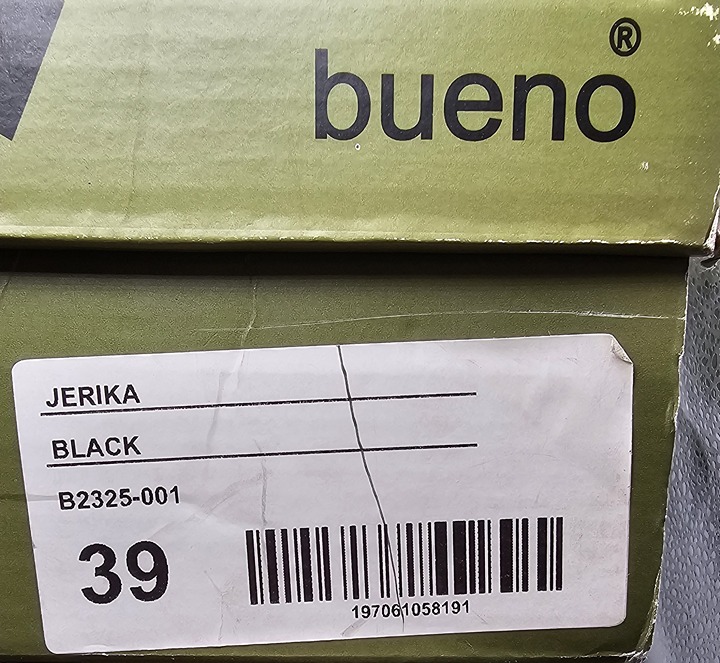 bueno®
JERIKA
BLACK
B2325-001
39
197061058191